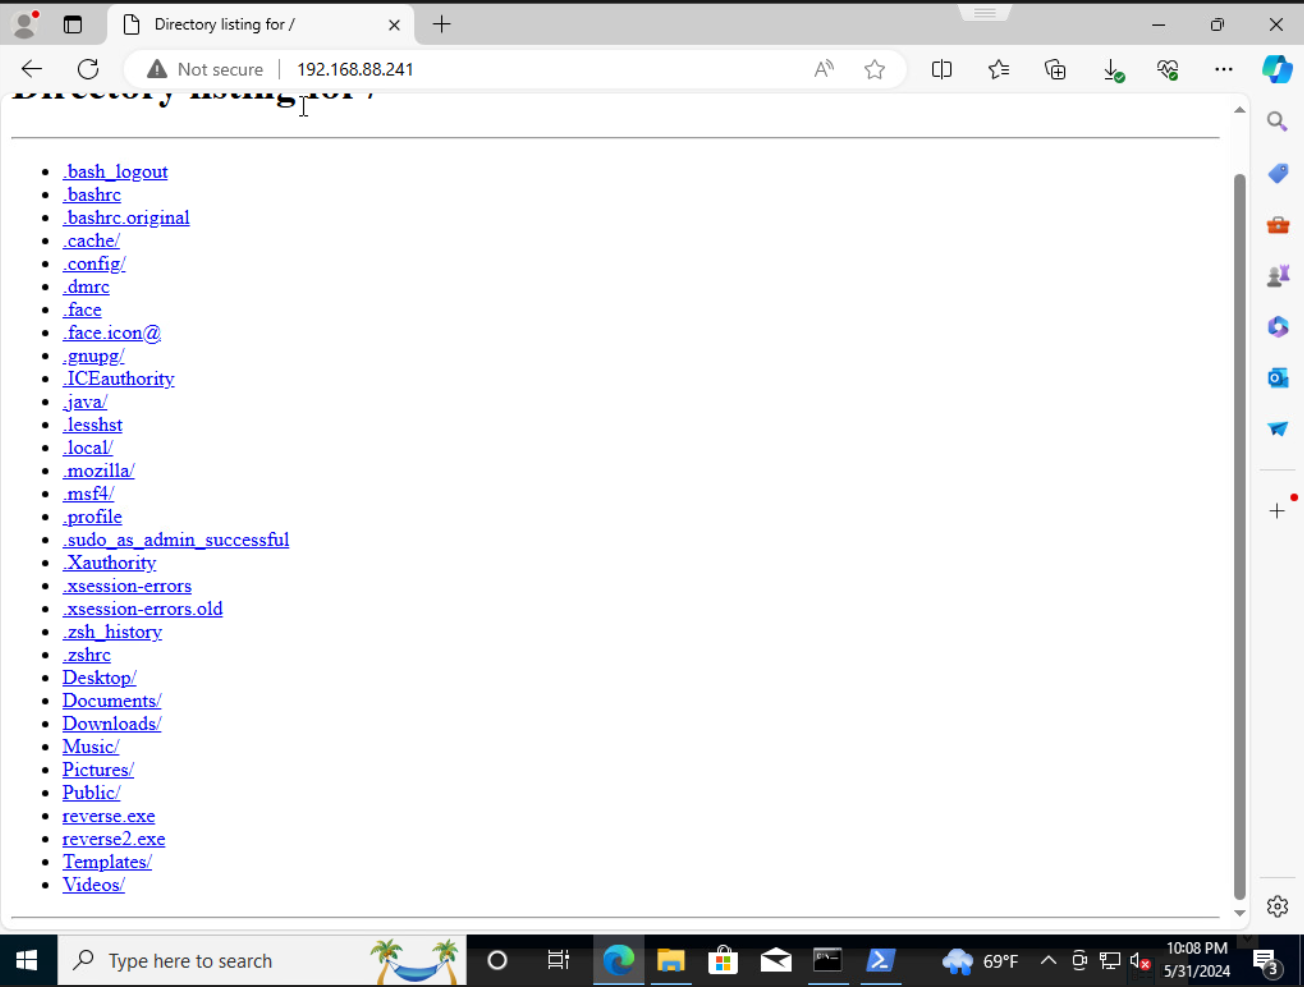 Directory listing for /
Not secure
192.168.88.241
Directory listing for /
.bash_logout
.bashrc
.bashrc.original
.cache/
.config/
.dmrc
.face
.face.icon@
.gnupg/
.ICEauthority
.java/
.lesshst
.local/
.mozilla/
.msf4/
.profile
.sudo_as_admin_successful
.Xauthority
.xsession-errors
.xsession-errors.old
.zsh_history
.zshrc
Desktop/
Documents/
Downloads/
Music/
Pictures/
Public/
reverse.exe
reverse2.exe
Templates/
Videos/
Type here to search
69°F
10:08 PM
5/31/2024
3